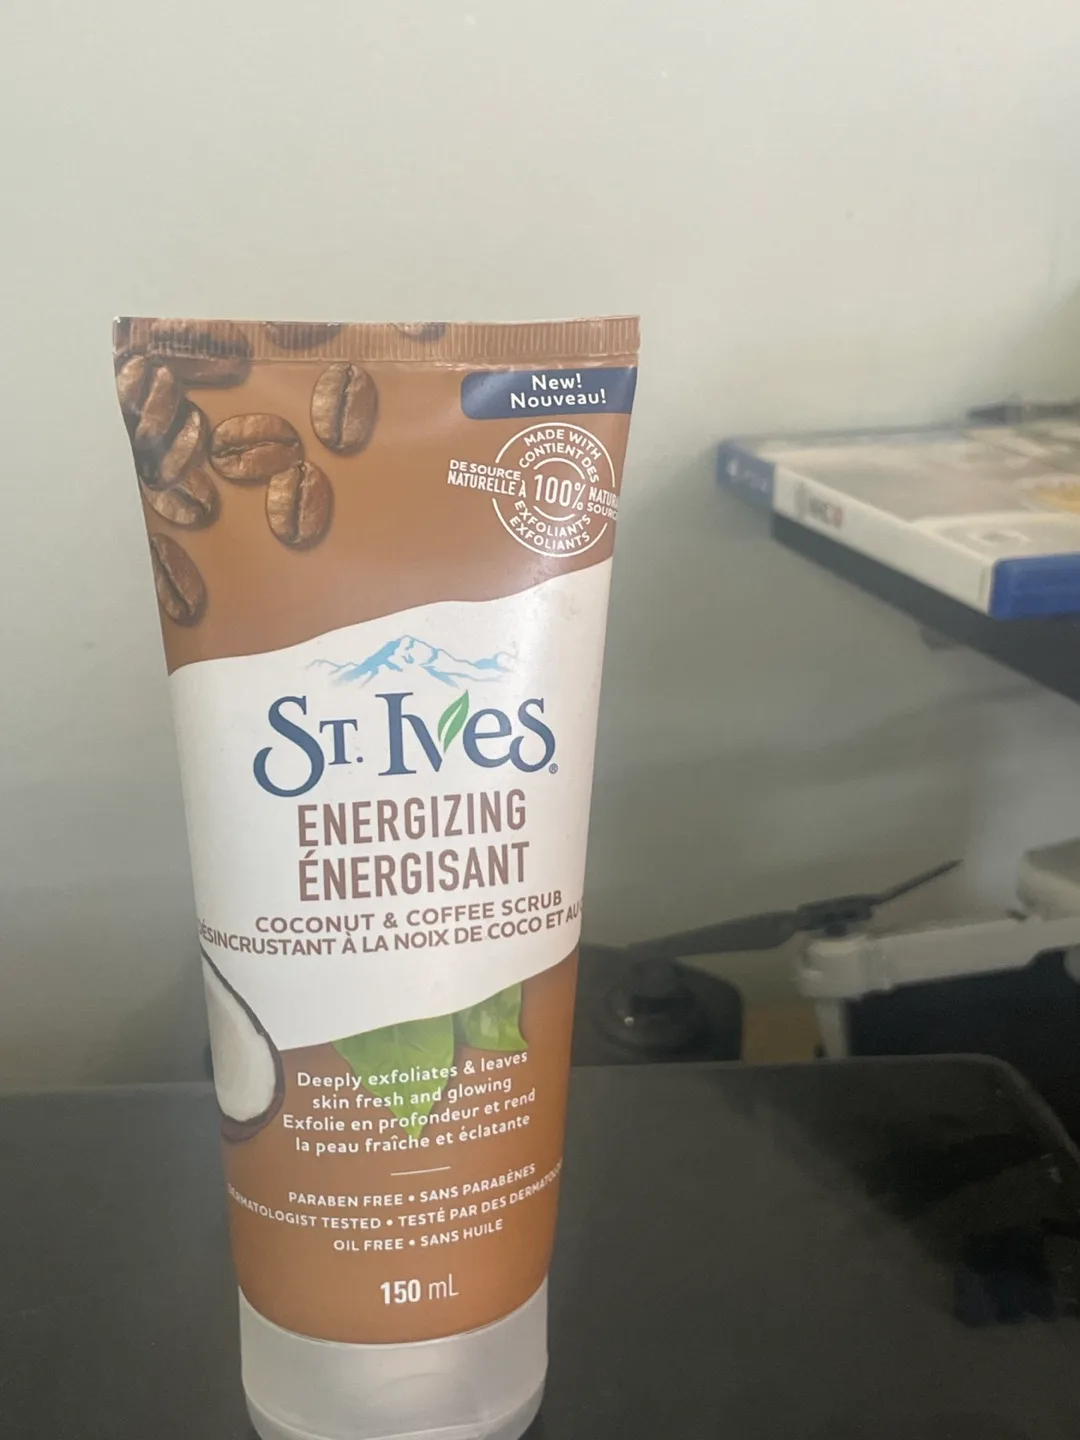 New!
Nouveau!
MADE WITH
CONTIENT DES
DE SOURCE
NATURELLE À
100%
EXFOLIANTS
EXFOLIANTS
ST. Ives®
ENERGIZING
ÉNERGISANT
COCONUT & COFFEE SCRUB
À LA NOIX DE COCO ET AU
Deeply exfoliates & leaves
skin fresh and glowing
Exfolie en profondeur et rend
la peau fraîche et éclatante
PARABEN FREE • SANS PARABÈNES
TESTED • TESTÉ PAR DES
OIL FREE • SANS HUILE
150 mL